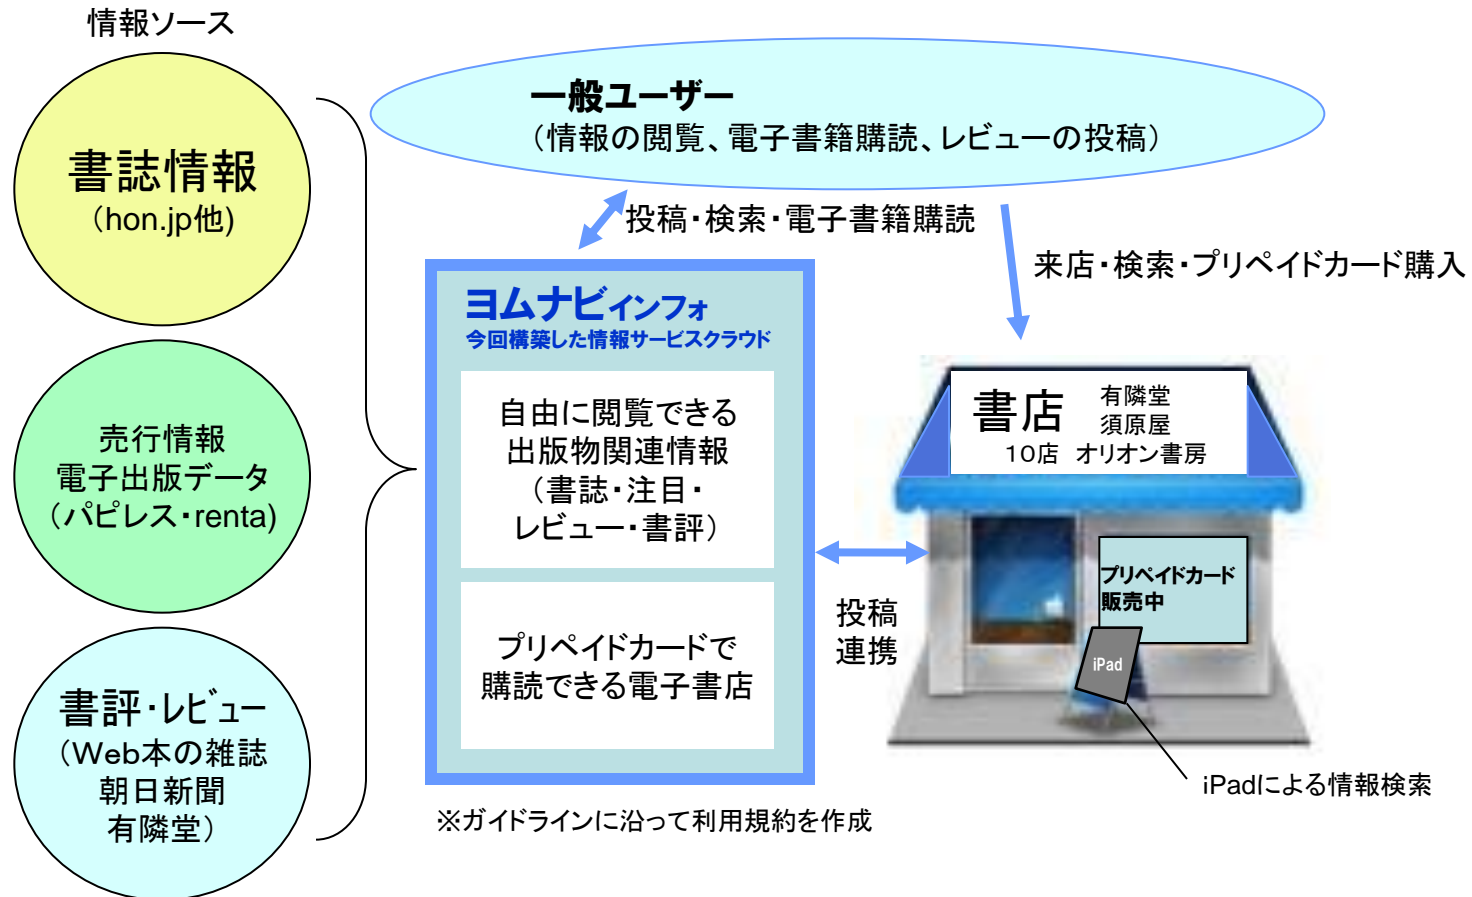 情報ソース
書誌情報
（hon.jp他)
売行情報
電子出版データ
（パピレス・renta)
書評・レビュー
（Web本の雑誌
朝日新聞
有隣堂）
一般ユーザー
（情報の閲覧、電子書籍購読、レビューの投稿）
投稿・検索・電子書籍購読
来店・検索・プリペイドカード購入
ヨムナビインフォ
今回構築した情報サービスクラウド
自由に閲覧できる
出版物関連情報
（書誌・注目・
レビュー・書評）
プリペイドカードで
購読できる電子書店
※ガイドラインに沿って利用規約を作成
投稿
連携
書店
有隣堂
須原屋
１０店 オリオン書房
プリペイドカード
販売中
iPad
iPadによる情報検索